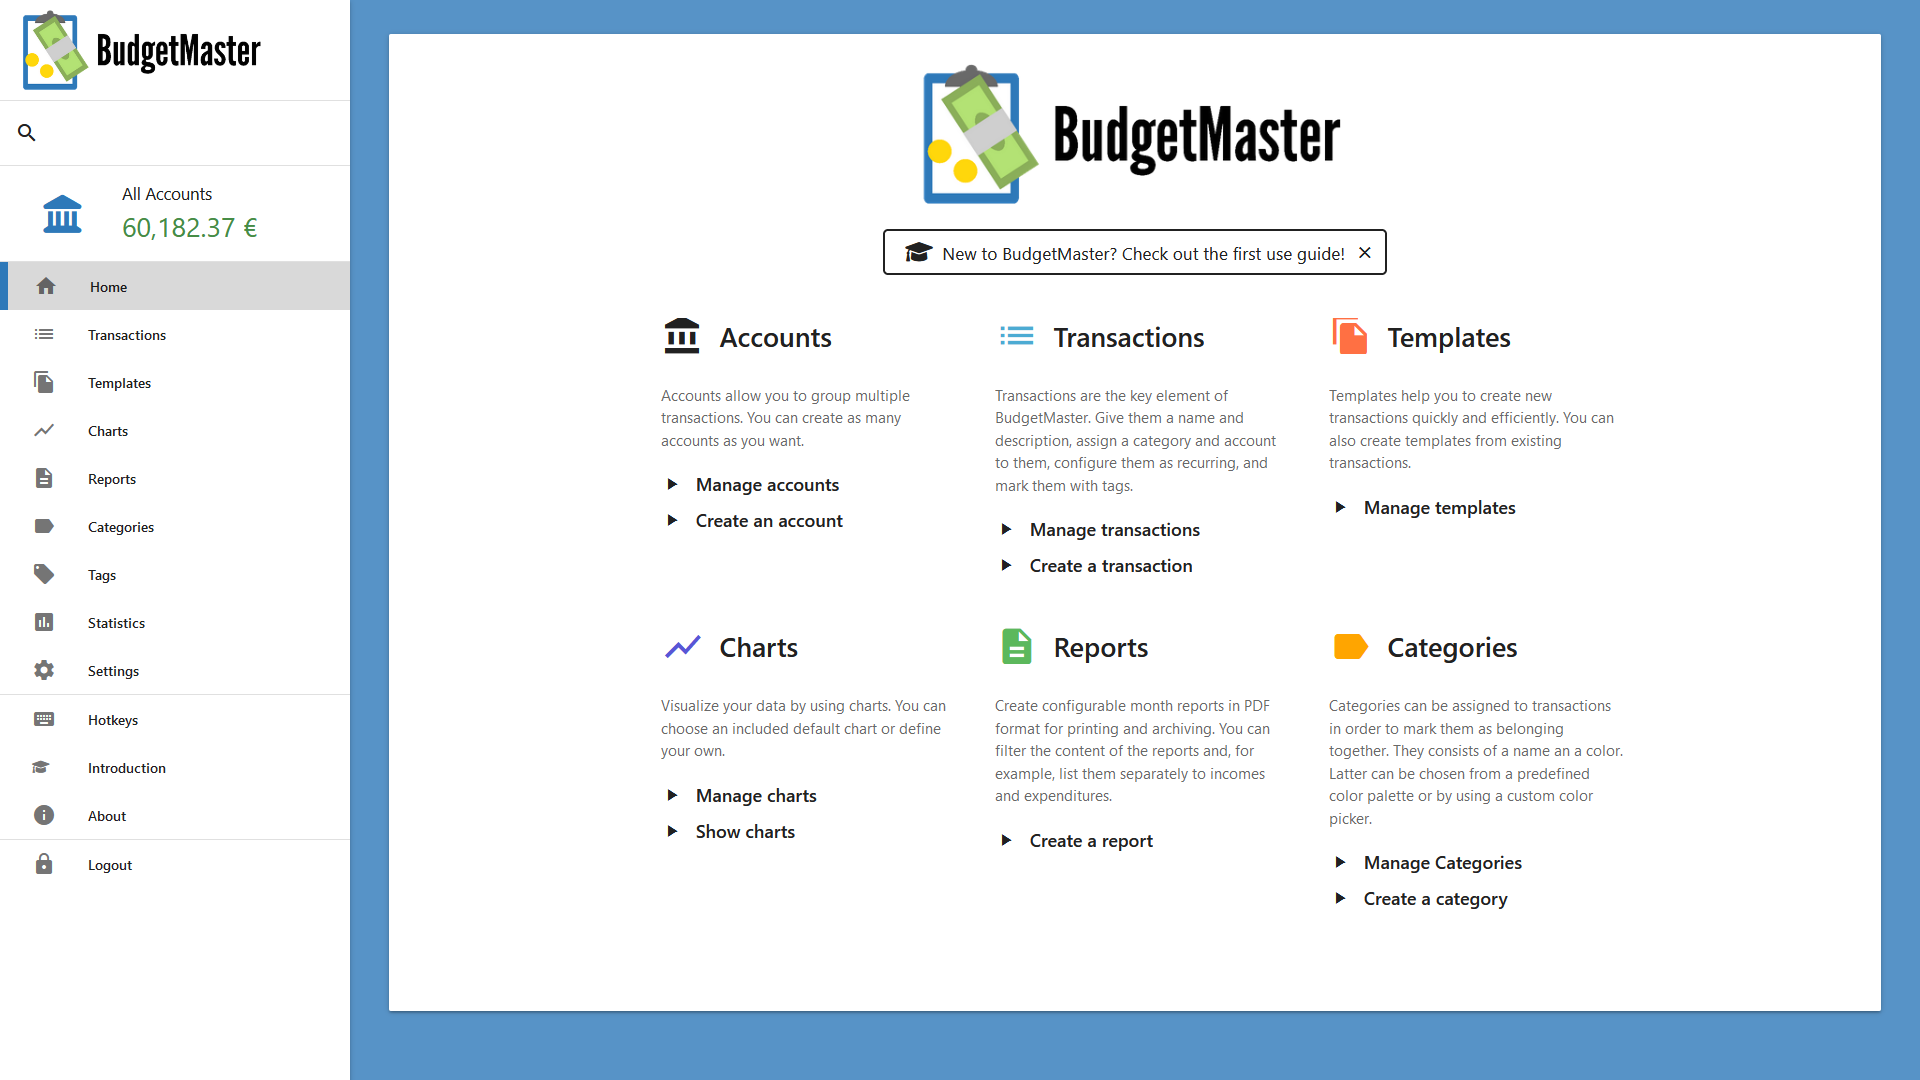 BudgetMaster
All Accounts
60,182.37 €
Home
Transactions
Templates
Charts
Reports
Categories
Tags
Statistics
Settings
Hotkeys
Introduction
About
Logout
BudgetMaster
New to BudgetMaster? Check out the first use guide!
Accounts
Accounts allow you to group multiple
transactions. You can create as many
accounts as you want.
Manage accounts
Create an account
Transactions
Transactions are the key element of
BudgetMaster. Give them a name and
description, assign a category and account
to them, configure them as recurring, and
mark them with tags.
Manage transactions
Create a transaction
Templates
Templates help you to create new
transactions quickly and efficiently. You can
also create templates from existing
transactions.
Manage templates
Charts
Visualize your data by using charts. You can
choose an included default chart or define
your own.
Manage charts
Show charts
Reports
Create configurable month reports in PDF
format for printing and archiving. You can
filter the content of the reports and, for
example, list them separately to incomes
and expenditures.
Create a report
Categories
Categories can be assigned to transactions
in order to mark them as belonging
together. They consists of a name an a color.
Latter can be chosen from a predefined
color palette or by using a custom color
picker.
Manage Categories
Create a category